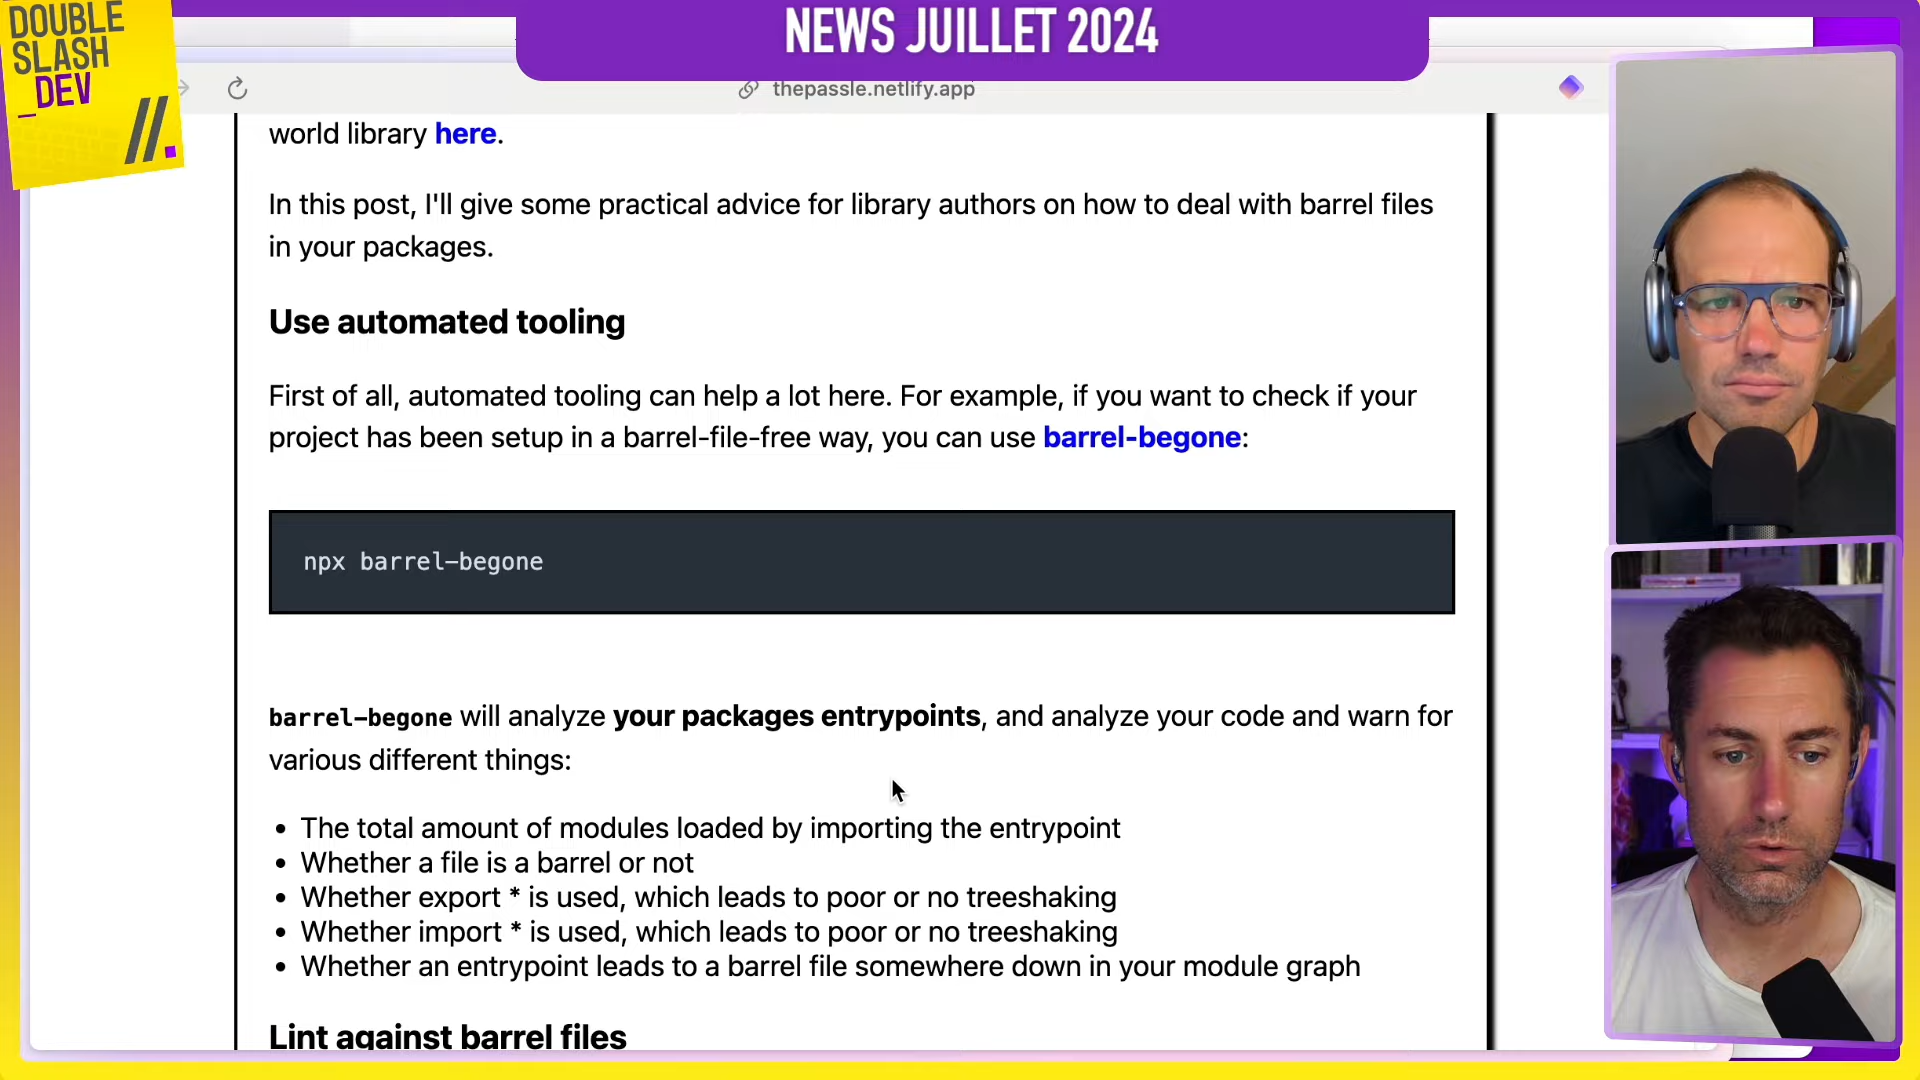 DOUBLE
SLASH
_DEV
//.
NEWS JUILLET 2024
thepassle.netlify.app
world library here.
In this post, I'll give some practical advice for library authors on how to deal with barrel files
in your packages.
Use automated tooling
First of all, automated tooling can help a lot here. For example, if you want to check if your
project has been setup in a barrel-file-free way, you can use barrel-begone:
npx barrel-begone
barrel-begone will analyze your packages entrypoints, and analyze your code and warn for
various different things:
• The total amount of modules loaded by importing the entrypoint
• Whether a file is a barrel or not
• Whether export * is used, which leads to poor or no treeshaking
• Whether import * is used, which leads to poor or no treeshaking
• Whether an entrypoint leads to a barrel file somewhere down in your module graph
Lint against barrel files